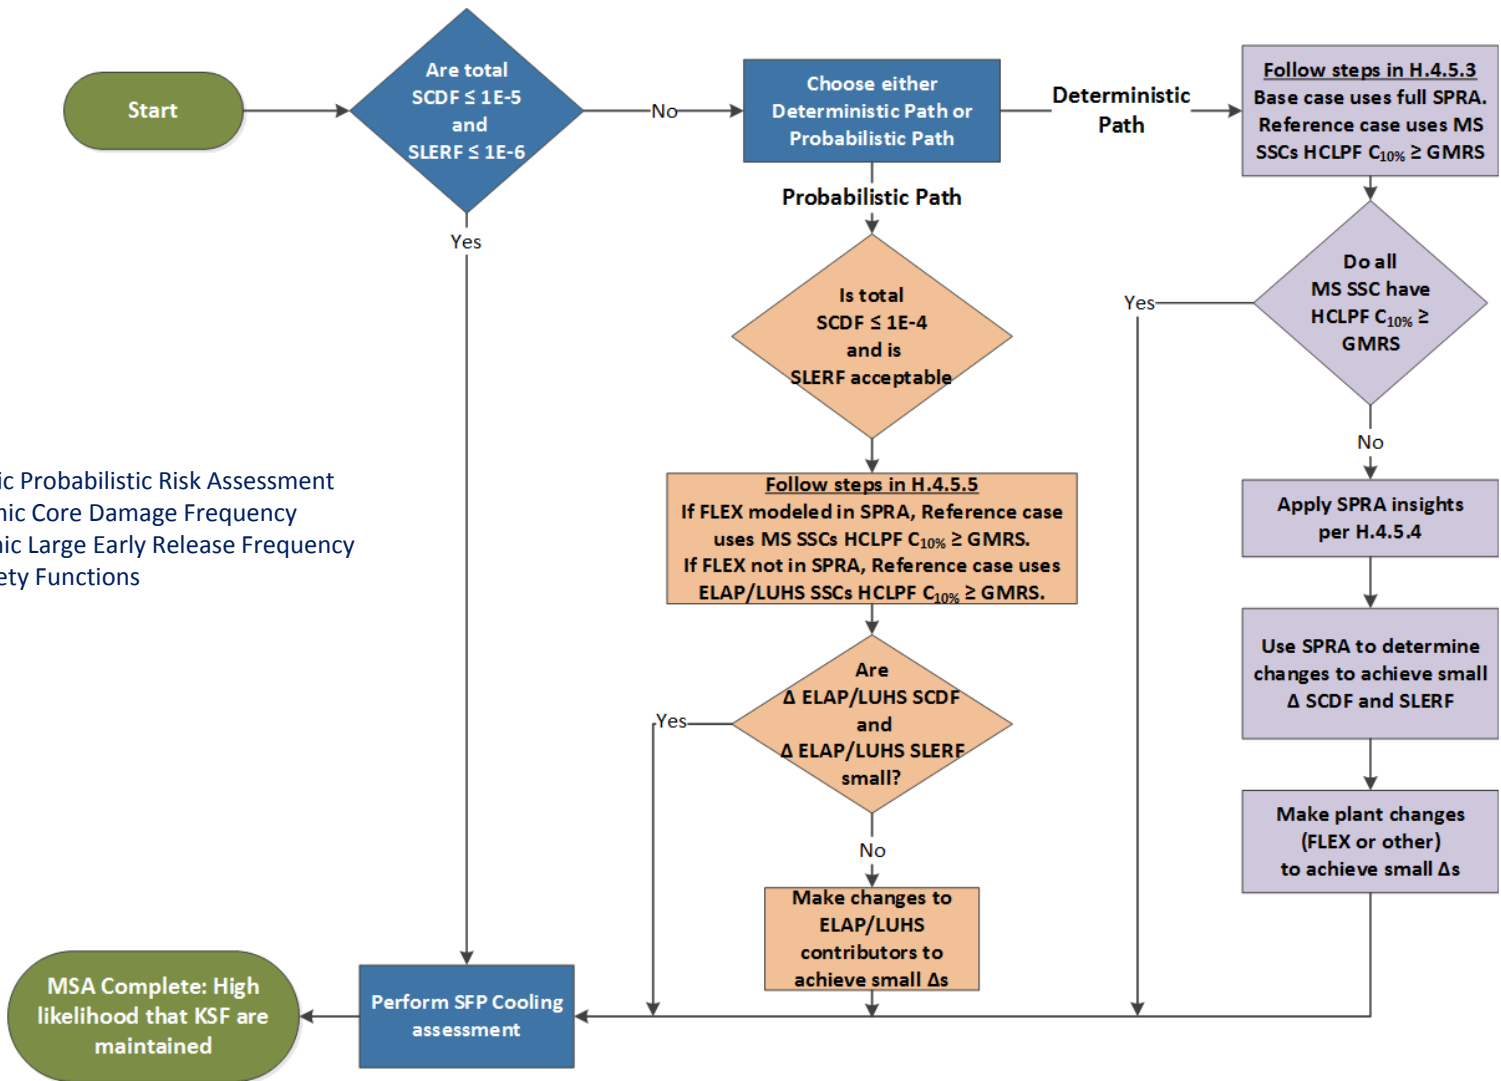 Start
Are total
SCDF ≤ 1E-5
and
SLERF ≤ 1E-6
No
Choose either
Deterministic Path or
Probabilistic Path
Deterministic
Path
Follow steps in H.4.5.3
Base case uses full SPRA.
Reference case uses MS
SSCs HCLPF C10% ≥ GMRS
Yes
Probabilistic Path
Is total
SCDF ≤ 1E-4
and is
SLERF acceptable
Do all
MS SSC have
HCLPF C10% ≥
GMRS
Yes
No
Probabilistic Risk Assessment
Core Damage Frequency
Large Early Release Frequency
Functions
Follow steps in H.4.5.5
If FLEX modeled in SPRA, Reference case
uses MS SSCs HCLPF C10% ≥ GMRS.
If FLEX not in SPRA, Reference case uses
ELAP/LUHS SSCs HCLPF C10% ≥ GMRS.
Apply SPRA insights
per H.4.5.4
Are
Δ ELAP/LUHS SCDF
and
Δ ELAP/LUHS SLERF
small?
Yes
No
Use SPRA to determine
changes to achieve small
Δ SCDF and SLERF
Make plant changes
(FLEX or other)
to achieve small Δs
Make changes to
ELAP/LUHS
contributors to
achieve small Δs
Perform SFP Cooling
assessment
MSA Complete: High
likelihood that KSF are
maintained